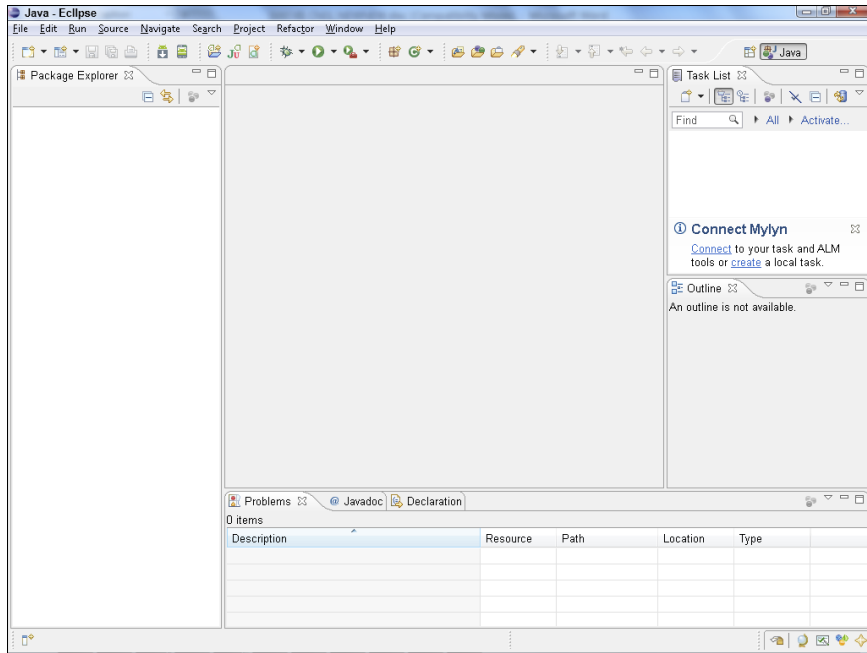 Java - Eclipse
File Edit Run Source Navigate Search Project Refactor Window Help
Java
Package Explorer
Task List
Find All Activate...
Connect Mylyn
Connect to your task and ALM
tools or create a local task.
Outline
An outline is not available.
Problems @ Javadoc Declaration
0 items
Description Resource Path Location Type